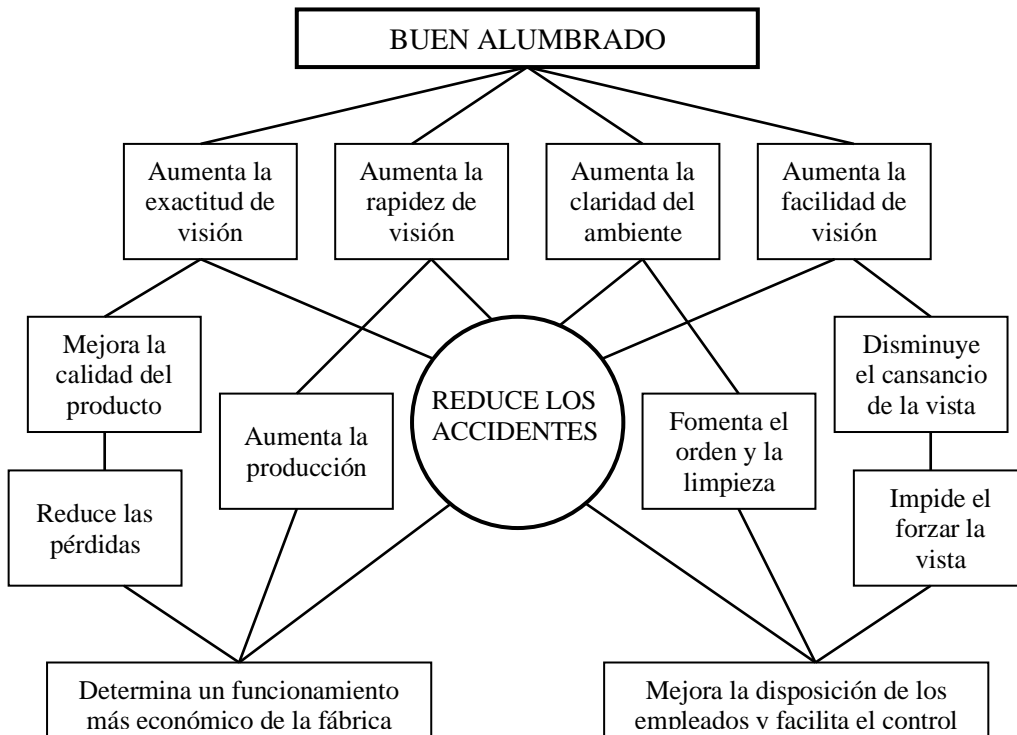 BUEN ALUMBRADO
Aumenta la
exactitud de
visión
Aumenta la
rapidez de
visión
Aumenta la
claridad del
ambiente
Aumenta la
facilidad de
visión
Mejora la
calidad del
producto
Aumenta la
producción
REDUCE LOS
ACCIDENTES
Fomenta el
orden y la
limpieza
Disminuye
el cansancio
de la vista
Reduce las
pérdidas
Impide el
forzar la
vista
Determina un funcionamiento
más económico de la fábrica
Mejora la disposición de los
empleados y facilita el control